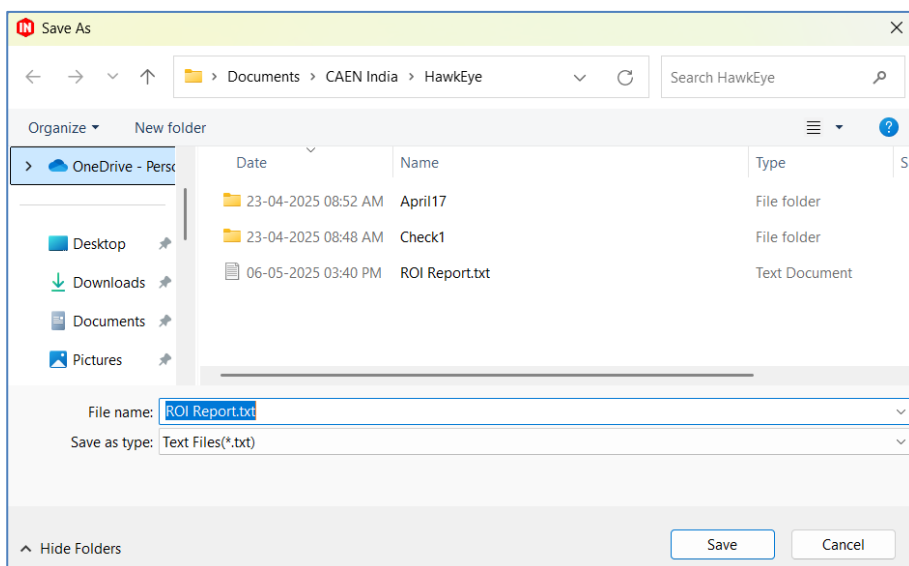 IN Save As
Documents > CAEN India > HawkEye
Search HawkEye
Organize
New folder
?
OneDrive - Perso
Date
Name
Type
S
23-04-2025 08:52 AM April17 File folder
23-04-2025 08:48 AM Check1 File folder
06-05-2025 03:40 PM ROI Report.txt Text Document
Desktop
Downloads
Documents
Pictures
File name: ROI Report.txt
Save as type: Text Files(*.txt)
Hide Folders
Save
Cancel